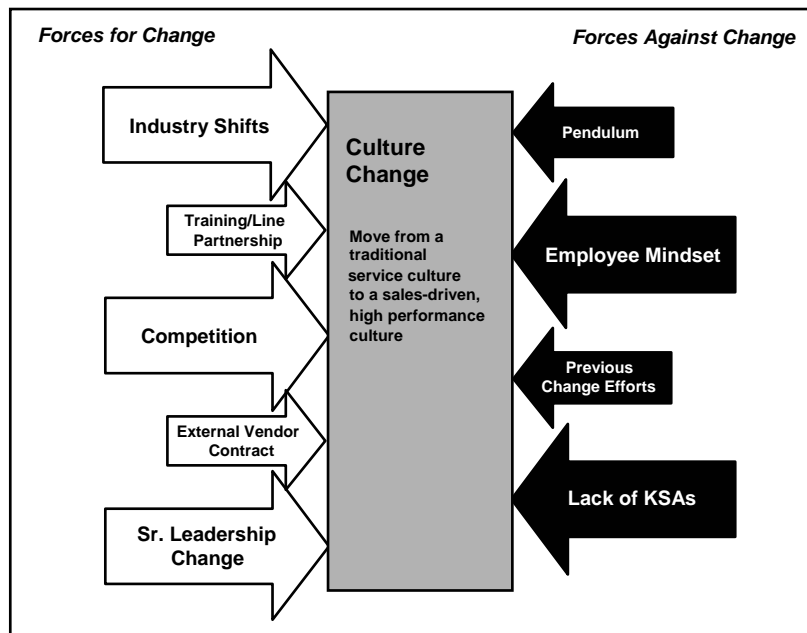 Forces for Change
Forces Against Change
Industry Shifts
Training/Line
Partnership
Competition
External Vendor
Contract
Sr. Leadership
Change
Culture
Change
Move from a
traditional
service culture
to a sales-driven,
high performance
culture
Pendulum
Employee Mindset
Previous
Change Efforts
Lack of KSAs